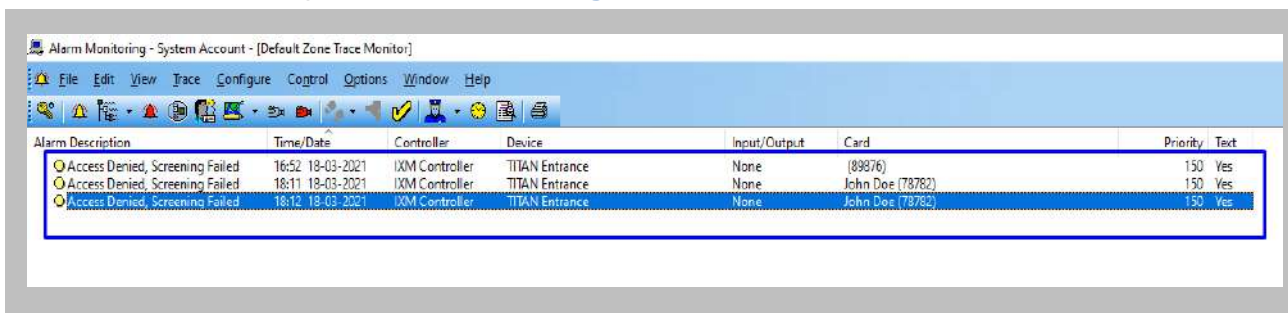 Alarm Monitoring - System Account - [Default Zone Trace Monitor]
File Edit View Trace Configure Control Options Window Help
Alarm Description Time/Date Controller Device Input/Output Card Priority Text
Access Denied, Screening Failed 16:52 18-03-2021 IXM Controller TITAN Entrance None (89876) 150 Yes
Access Denied, Screening Failed 18:11 18-03-2021 IXM Controller TITAN Entrance None John Doe (78782) 150 Yes
Access Denied, Screening Failed 18:12 18-03-2021 IXM Controller TITAN Entrance None John Doe (78782) 150 Yes